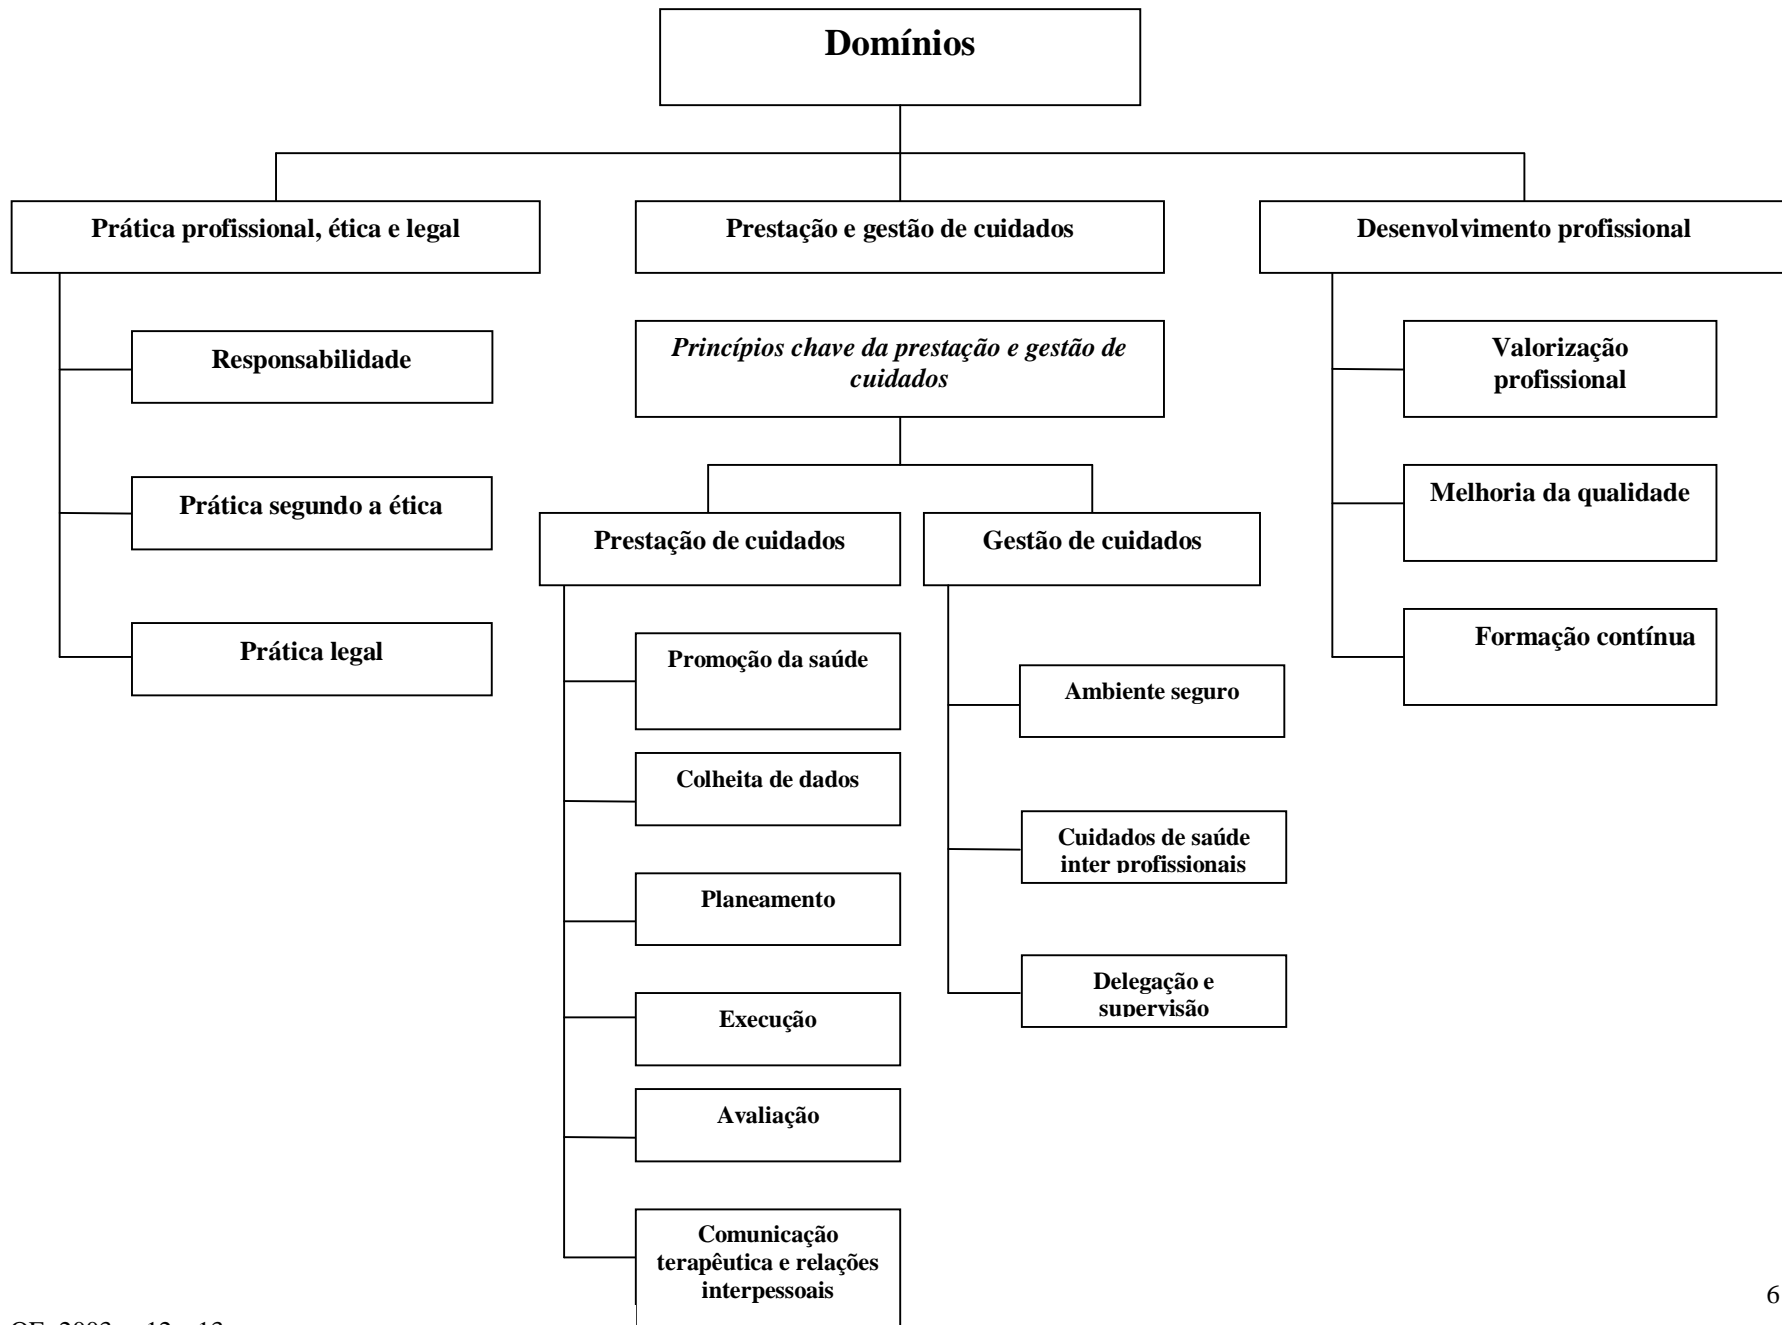 Domínios
Prática profissional, ética e legal
Prestação e gestão de cuidados
Desenvolvimento profissional
Responsabilidade
Prática segundo a ética
Prática legal
Princípios chave da prestação e gestão de
cuidados
Prestação de cuidados
Promoção da saúde
Colheita de dados
Planeamento
Execução
Avaliação
Comunicação
terapêutica e relações
interpessoais
Gestão de cuidados
Ambiente seguro
Cuidados de saúde
inter profissionais
Delegação e
supervisão
Valorização
profissional
Melhoria da qualidade
Formação contínua
6